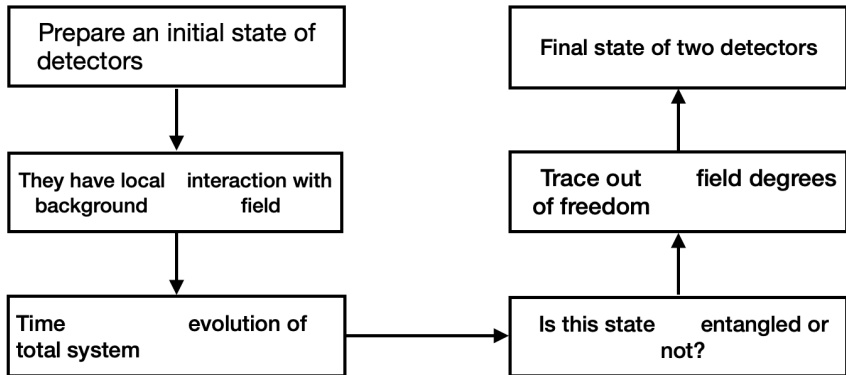 Prepare an initial state of
detectors
They have local interaction with
background field
Time evolution of
total system
Final state of two detectors
Trace out field degrees
of freedom
Is this state entangled or
not?